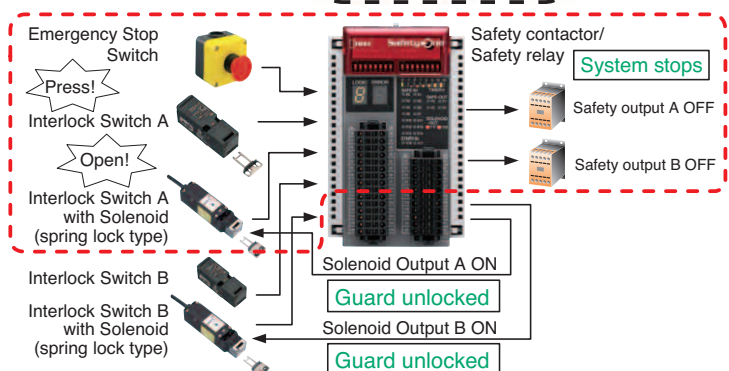 Emergency Stop
Switch
Press!
Interlock Switch A
Open!
Interlock Switch A
with Solenoid
(spring lock type)
Interlock Switch B
Interlock Switch B
with Solenoid
(spring lock type)
LOGIC ERROR
Safety contactor/
Safety relay
System stops
Safety output A OFF
Safety output B OFF
Solenoid Output A ON
Guard unlocked
Solenoid Output B ON
Guard unlocked